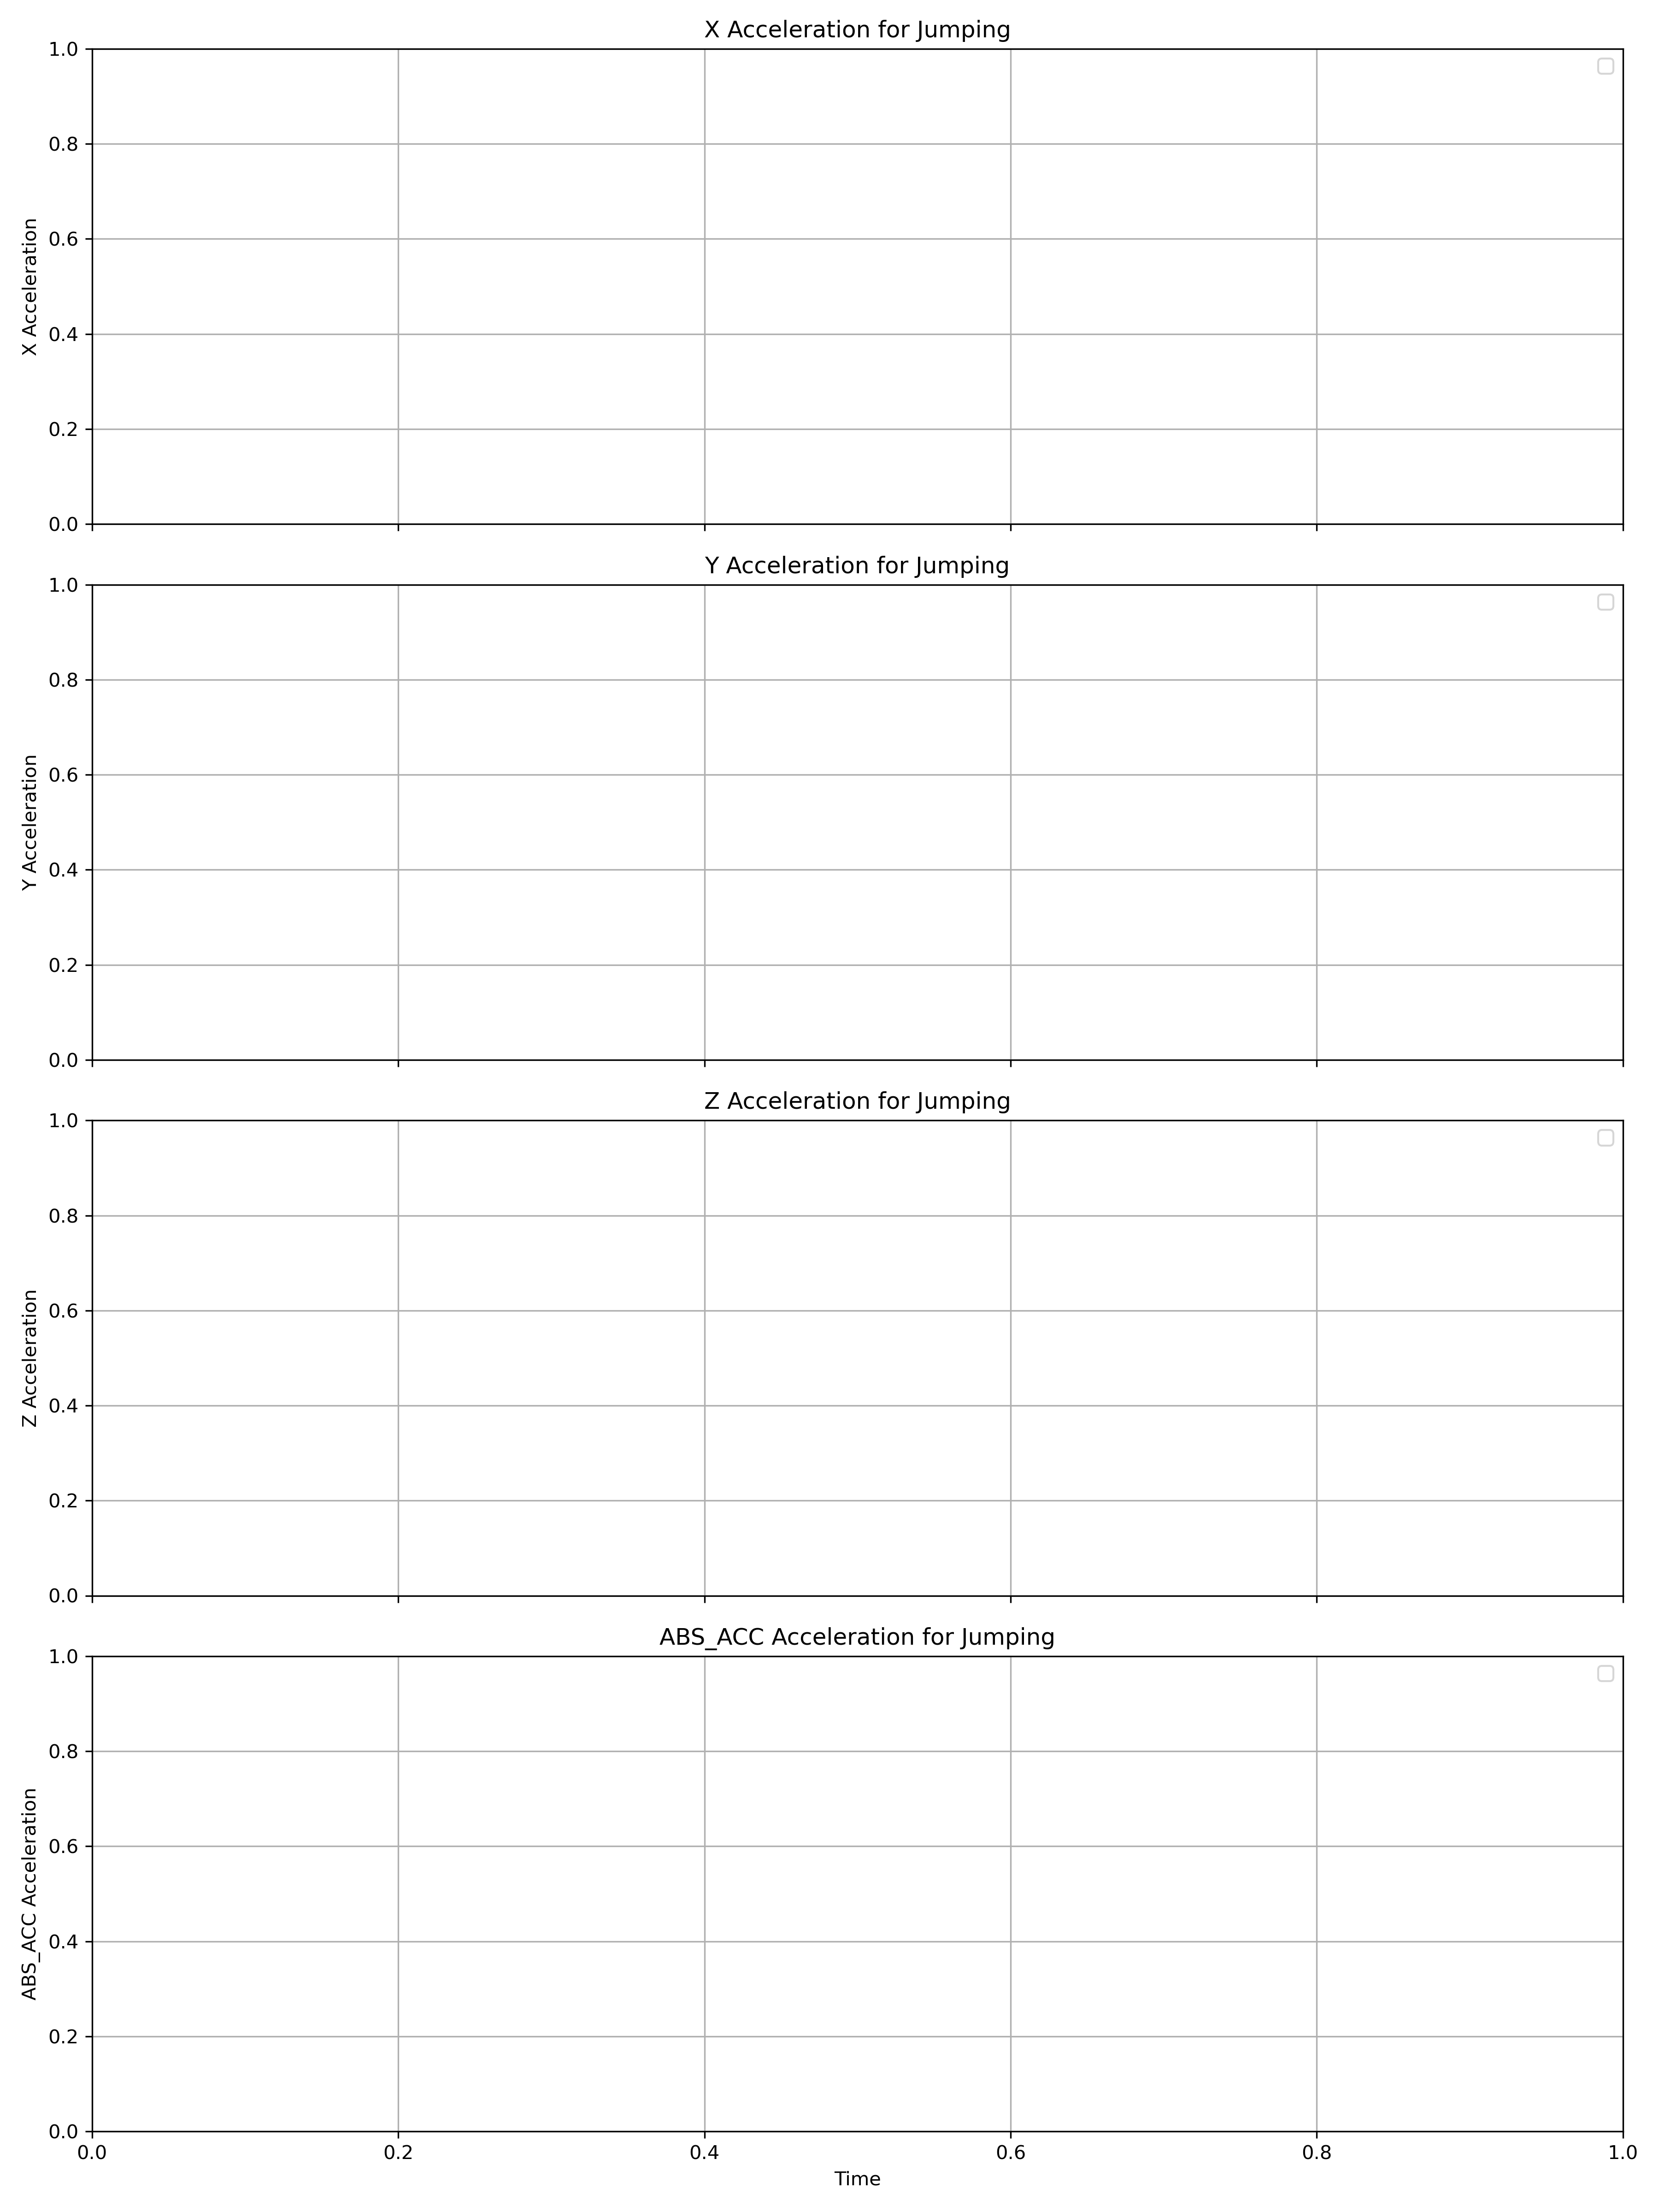 X Acceleration for Jumping
1.0
0.8
0.6
0.4
0.2
0.0
X Acceleration
Y Acceleration for Jumping
1.0
0.8
0.6
0.4
0.2
0.0
Y Acceleration
Z Acceleration for Jumping
1.0
0.8
0.6
0.4
0.2
0.0
Z Acceleration
ABS_ACC Acceleration for Jumping
1.0
0.8
0.6
0.4
0.2
0.0
ABS_ACC Acceleration
0.0 0.2 0.4 0.6 0.8 1.0
Time